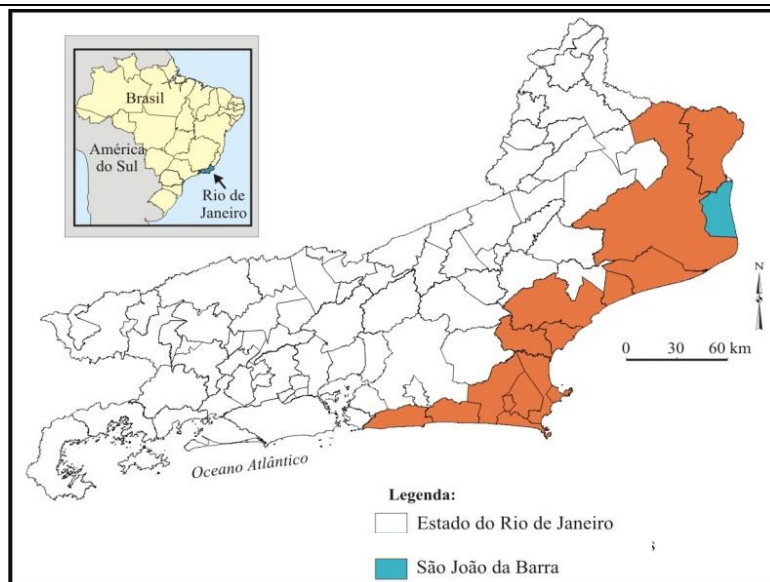 Brasil
América
do Sul
Rio de
Janeiro
N
0 30 60 km
Oceano Atlântico
Legenda:
Estado do Rio de Janeiro
São João da Barra